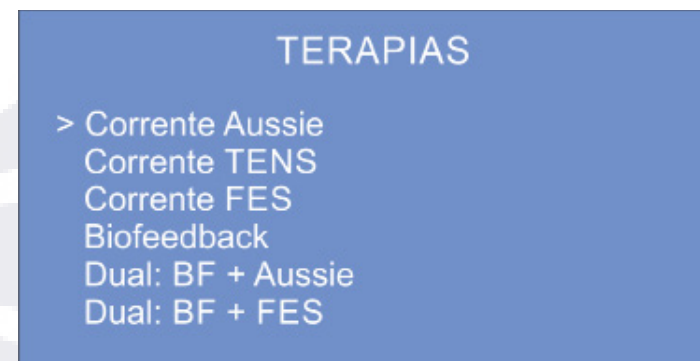 TERAPIAS
> Corrente Aussie
Corrente TENS
Corrente FES
Biofeedback
Dual: BF + Aussie
Dual: BF + FES